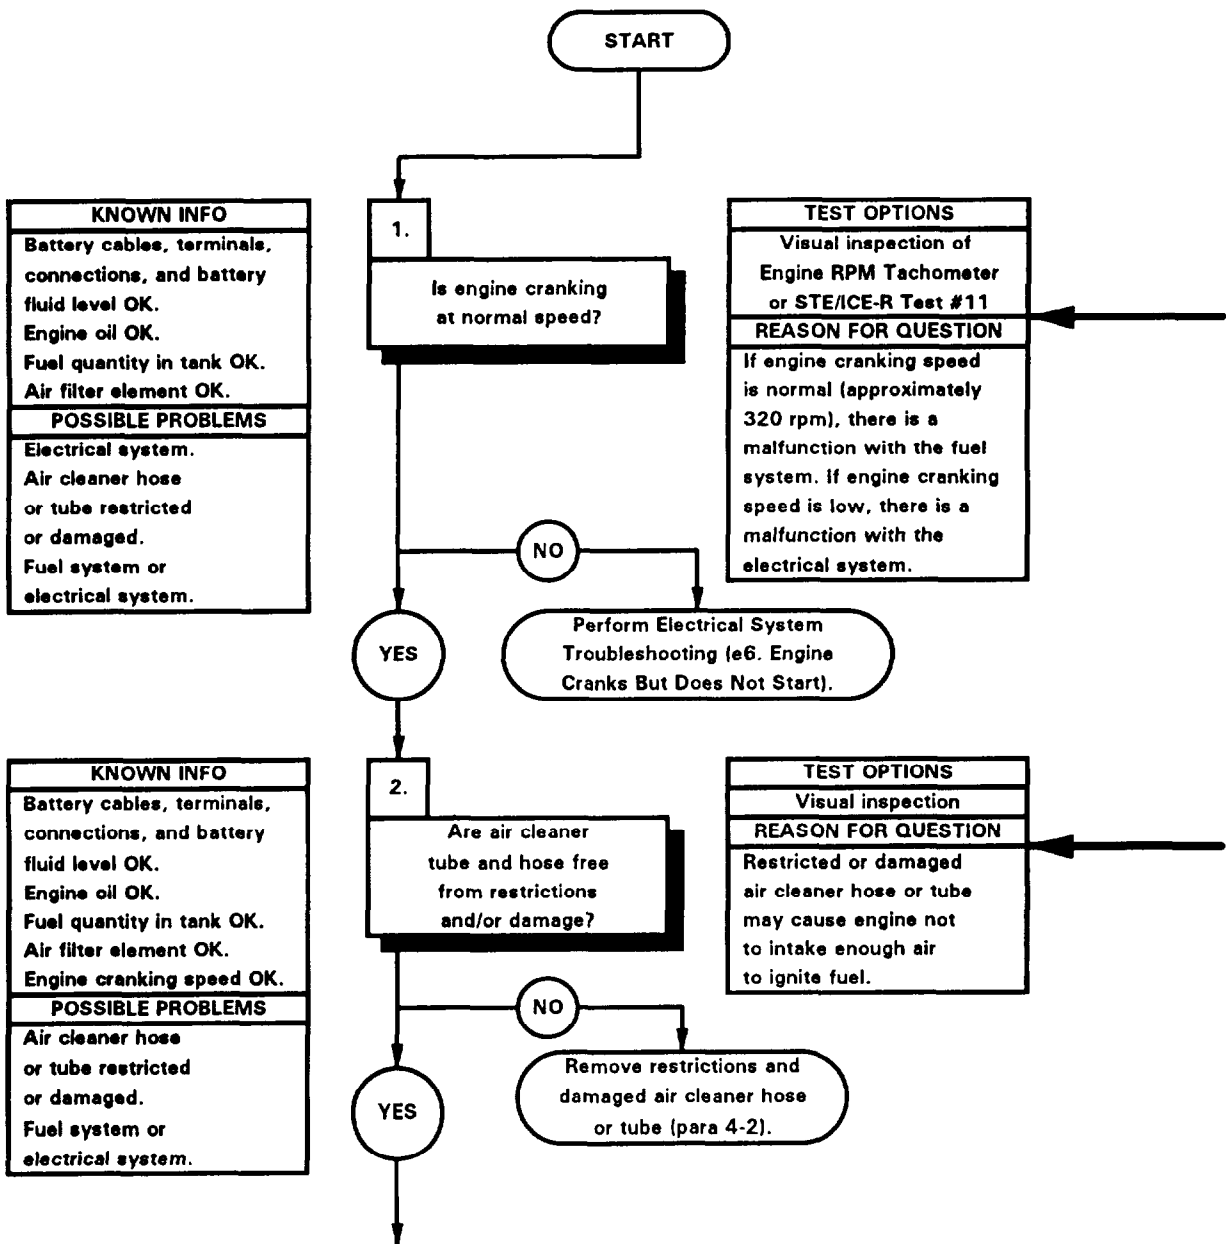 START
KNOWN INFO
Battery cables, terminals,
connections, and battery
fluid level OK.
Engine oil OK.
Fuel quantity in tank OK.
Air filter element OK.
POSSIBLE PROBLEMS
Electrical system.
Air cleaner hose
or tube restricted
or damaged.
Fuel system or
electrical system.
1.
Is engine cranking
at normal speed?
TEST OPTIONS
Visual inspection of
Engine RPM Tachometer
or STE/ICE-R Test #11
REASON FOR QUESTION
If engine cranking speed
is normal (approximately
320 rpm), there is a
malfunction with the fuel
system. If engine cranking
speed is low, there is a
malfunction with the
electrical system.
NO
YES
Perform Electrical System
Troubleshooting (e6. Engine
Cranks But Does Not Start).
KNOWN INFO
Battery cables, terminals,
connections, and battery
fluid level OK.
Engine oil OK.
Fuel quantity in tank OK.
Air filter element OK.
Engine cranking speed OK.
POSSIBLE PROBLEMS
Air cleaner hose
or tube restricted
or damaged.
Fuel system or
electrical system.
2.
Are air cleaner
tube and hose free
from restrictions
and/or damage?
TEST OPTIONS
Visual inspection
REASON FOR QUESTION
Restricted or damaged
air cleaner hose or tube
may cause engine not
to intake enough air
to ignite fuel.
NO
YES
Remove restrictions and
damaged air cleaner hose
or tube (para 4-2).